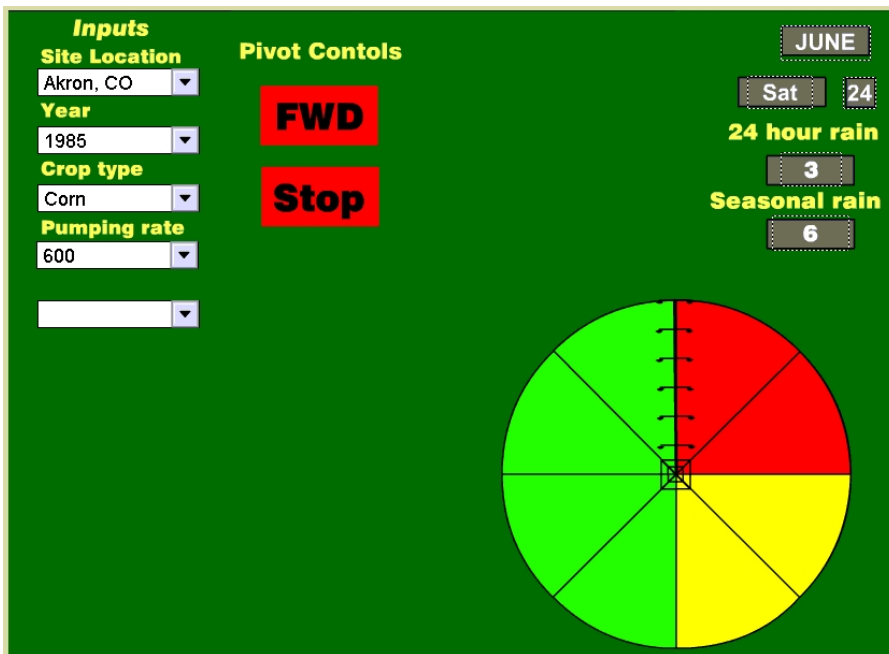 Inputs
Site Location
Akron, CO
Year
1985
Crop type
Corn
Pumping rate
600
Pivot Contols
FWD
Stop
JUNE
Sat 24
24 hour rain
3
Seasonal rain
6